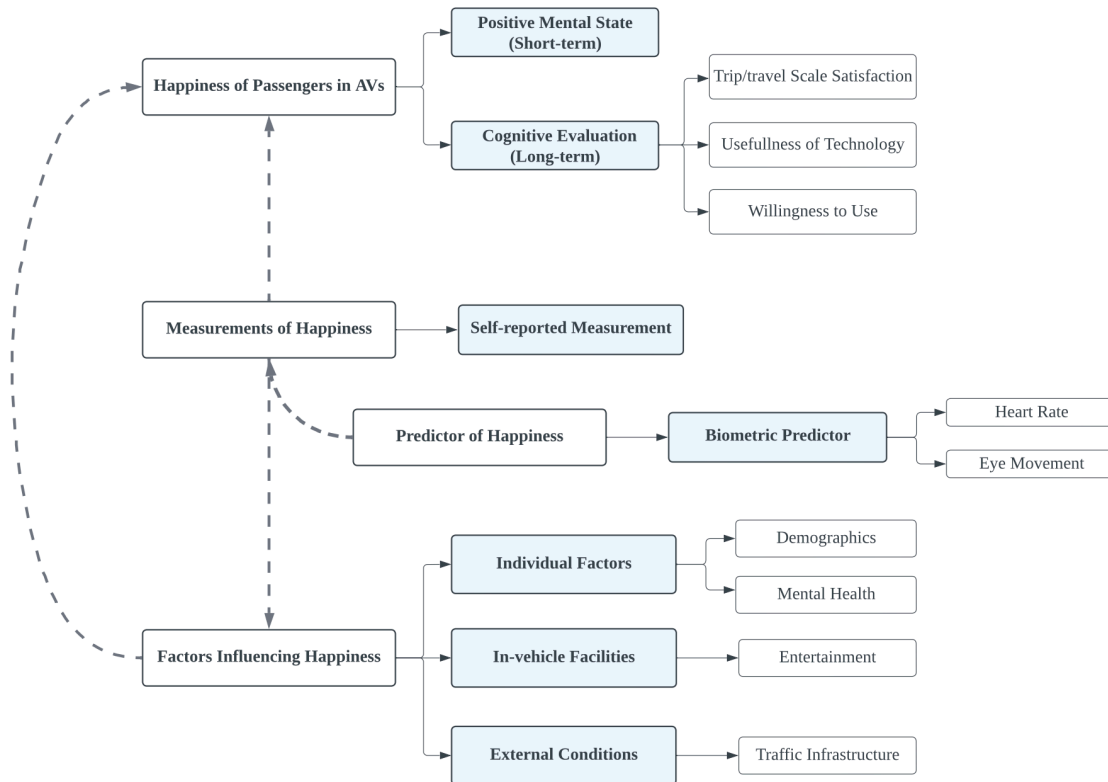 Positive Mental State
(Short-term)
Happiness of Passengers in AVs
Trip/travel Scale Satisfaction
Cognitive Evaluation
(Long-term)
Usefullness of Technology
Willingness to Use
Measurements of Happiness
Self-reported Measurement
Predictor of Happiness
Biometric Predictor
Heart Rate
Eye Movement
Individual Factors
Demographics
Mental Health
Factors Influencing Happiness
In-vehicle Facilities
Entertainment
External Conditions
Traffic Infrastructure